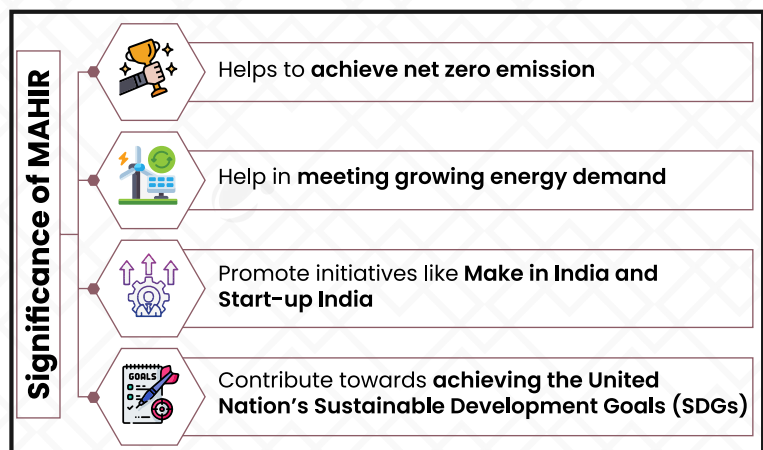 Significance of MAHIR
Helps to achieve net zero emission
Help in meeting growing energy demand
Promote initiatives like Make in India and
Start-up India
GOALS
Contribute towards achieving the United
Nation's Sustainable Development Goals (SDGs)